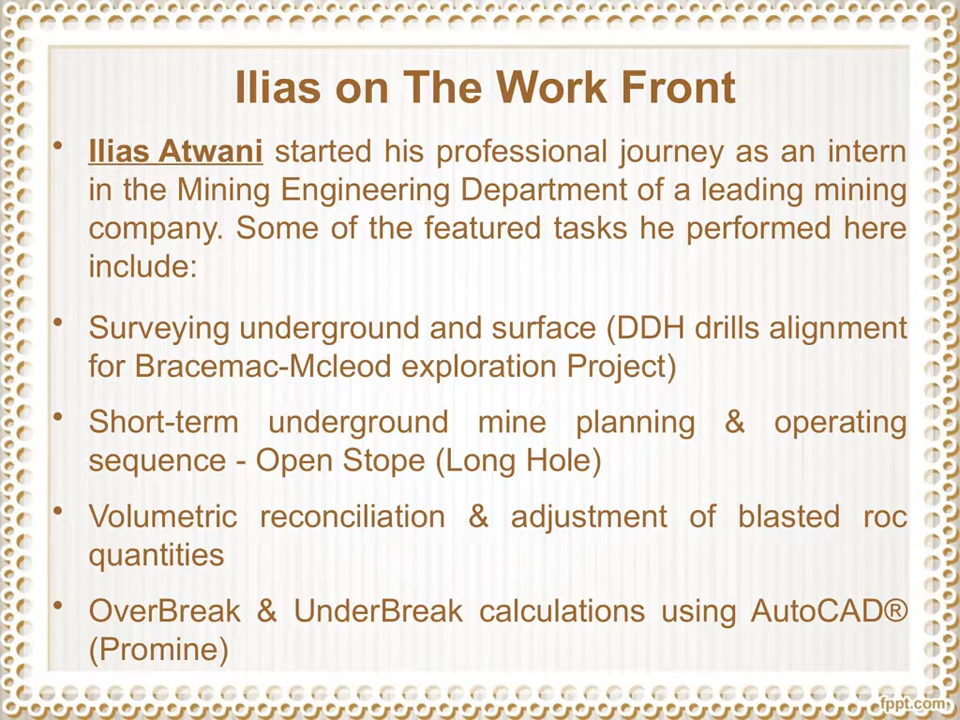 Ilias on The Work Front
• Ilias Atwani started his professional journey as an intern
in the Mining Engineering Department of a leading mining
company. Some of the featured tasks he performed here
include:
• Surveying underground and surface (DDH drills alignment
for Bracemac-Mcleod exploration Project)
• Short-term underground mine planning & operating
sequence - Open Stope (Long Hole)
• Volumetric reconciliation & adjustment of blasted roc
quantities
• OverBreak & UnderBreak calculations using AutoCAD®
(Promine)
fppt.com